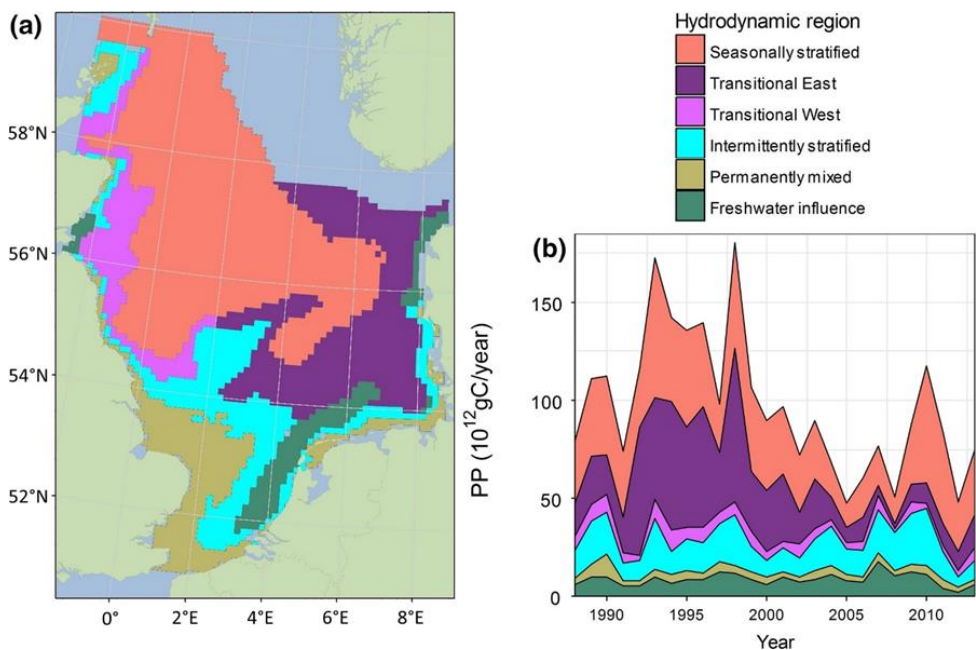 (a)
58°N
56°N
54°N
52°N
0°
2°E
4°E
6°E
8°E
Hydrodynamic region
Seasonally stratified
Transitional East
Transitional West
Intermittently stratified
Permanently mixed
Freshwater influence
(b)
PP (10¹²gC/year)
150
100
50
0
1990
1995
2000
2005
2010
Year